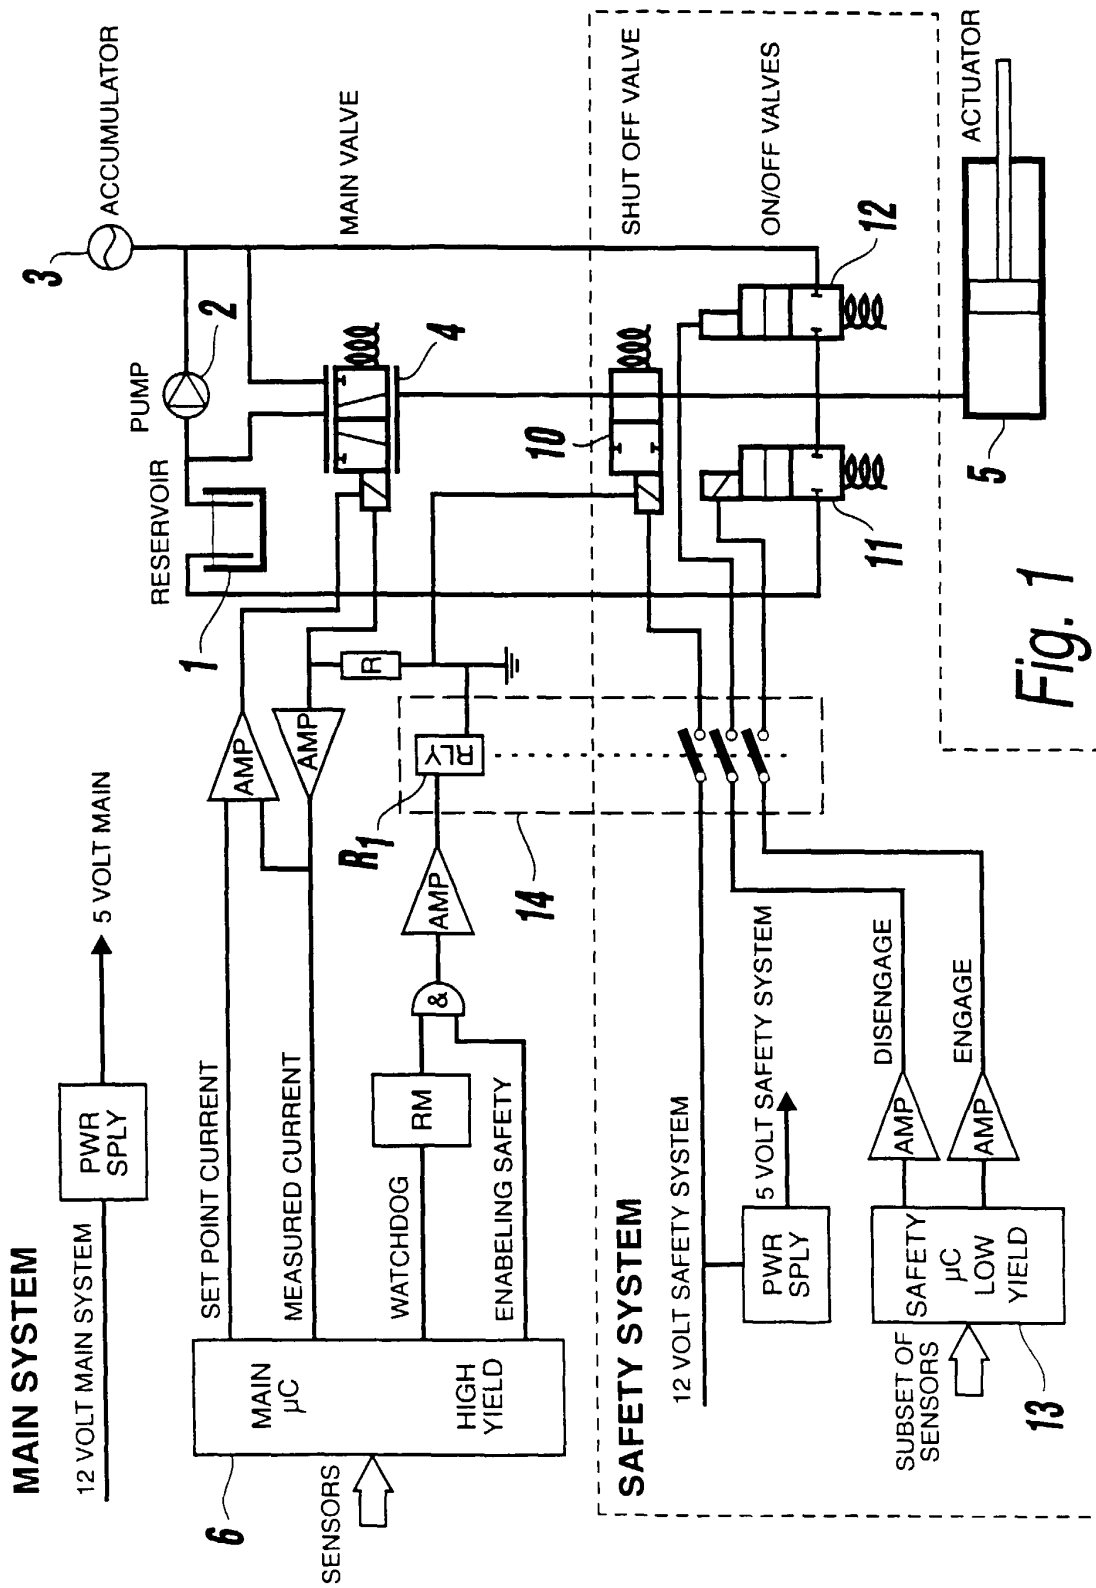 MAIN SYSTEM
12 VOLT MAIN SYSTEM
PWR
SPLY
5 VOLT MAIN
SENSORS
6
MAIN
µC
HIGH
YIELD
SET POINT CURRENT
MEASURED CURRENT
WATCHDOG
ENABELING SAFETY
RM
&
AMP
AMP
AMP
R1
RLY
R
14
1
RESERVOIR
PUMP
2
3
ACCUMULATOR
MAIN VALVE
4
SAFETY SYSTEM
12 VOLT SAFETY SYSTEM
PWR
SPLY
5 VOLT SAFETY SYSTEM
SUBSET OF
SENSORS
13
SAFETY
µC
LOW
YIELD
AMP
AMP
DISENGAGE
ENGAGE
10
SHUT OFF VALVE
ON/OFF VALVES
11
12
5
ACTUATOR
Fig. 1